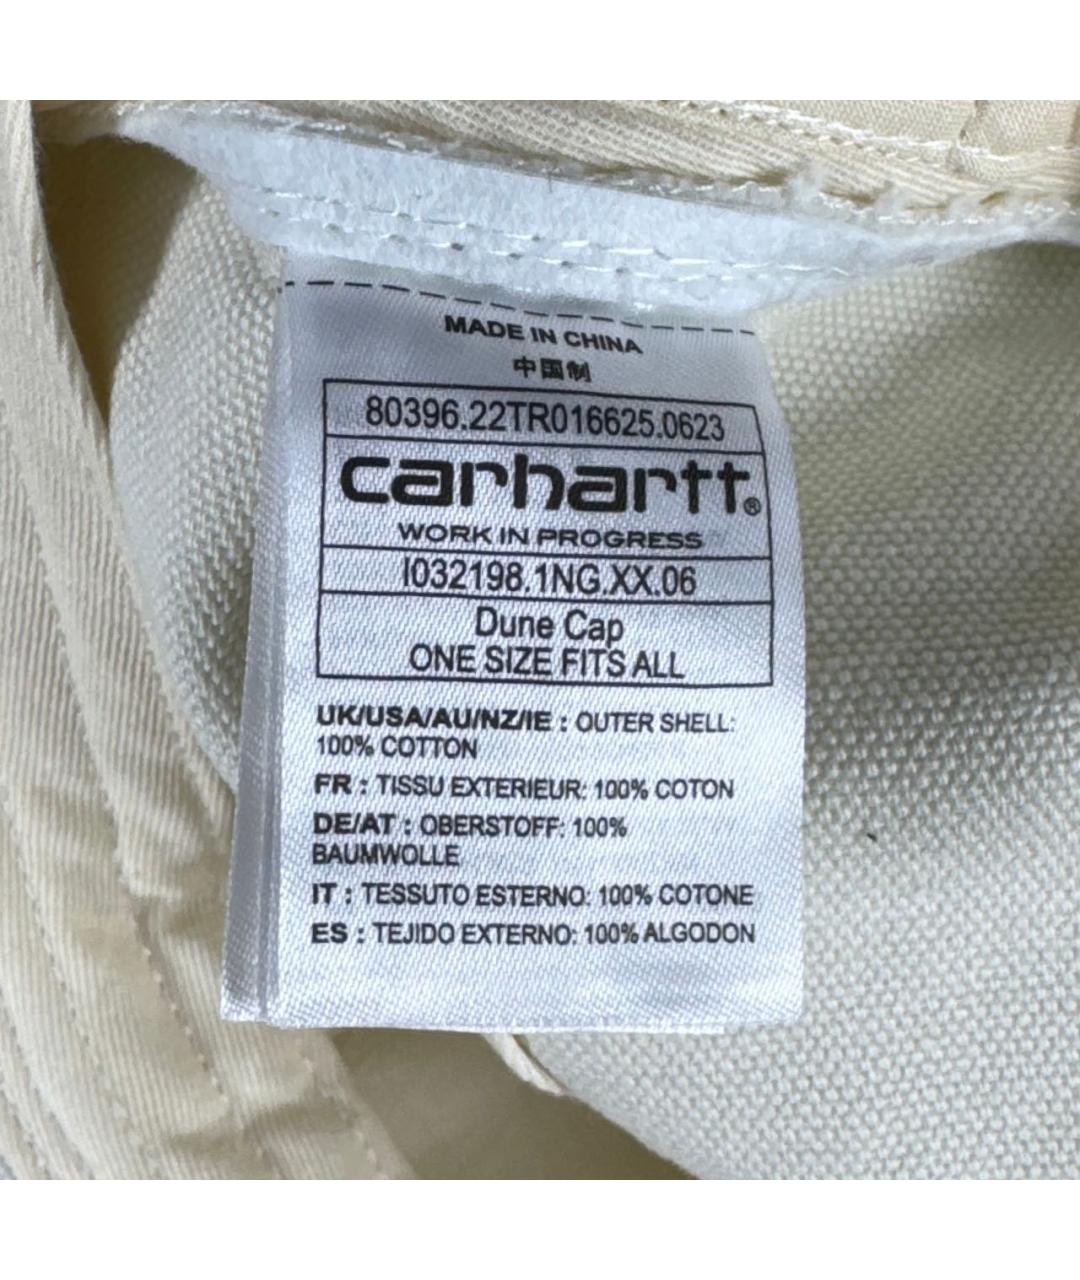 MADE IN CHINA
中国制
80396.22TR016625.0623
carhartt®
WORK IN PROGRESS
I032198.1NG.XX.06
Dune Cap
ONE SIZE FITS ALL
UK/USA/AU/NZ/IE : OUTER SHELL:
100% COTTON
FR : TISSU EXTERIEUR: 100% COTON
DE/AT : OBERSTOFF: 100%
BAUMWOLLE
IT : TESSUTO ESTERNO: 100% COTONE
ES : TEJIDO EXTERNO: 100% ALGODON